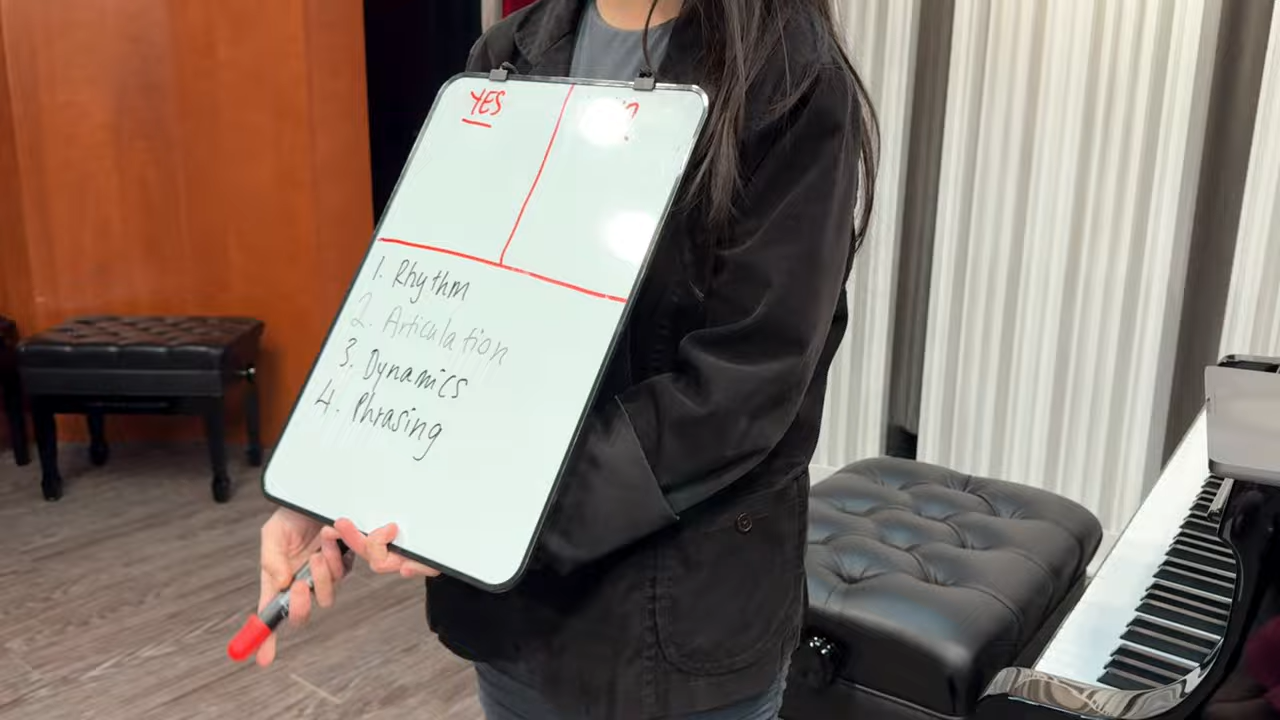 YES
1. Rhythm
2. Articulation
3. Dynamics
4. Phrasing